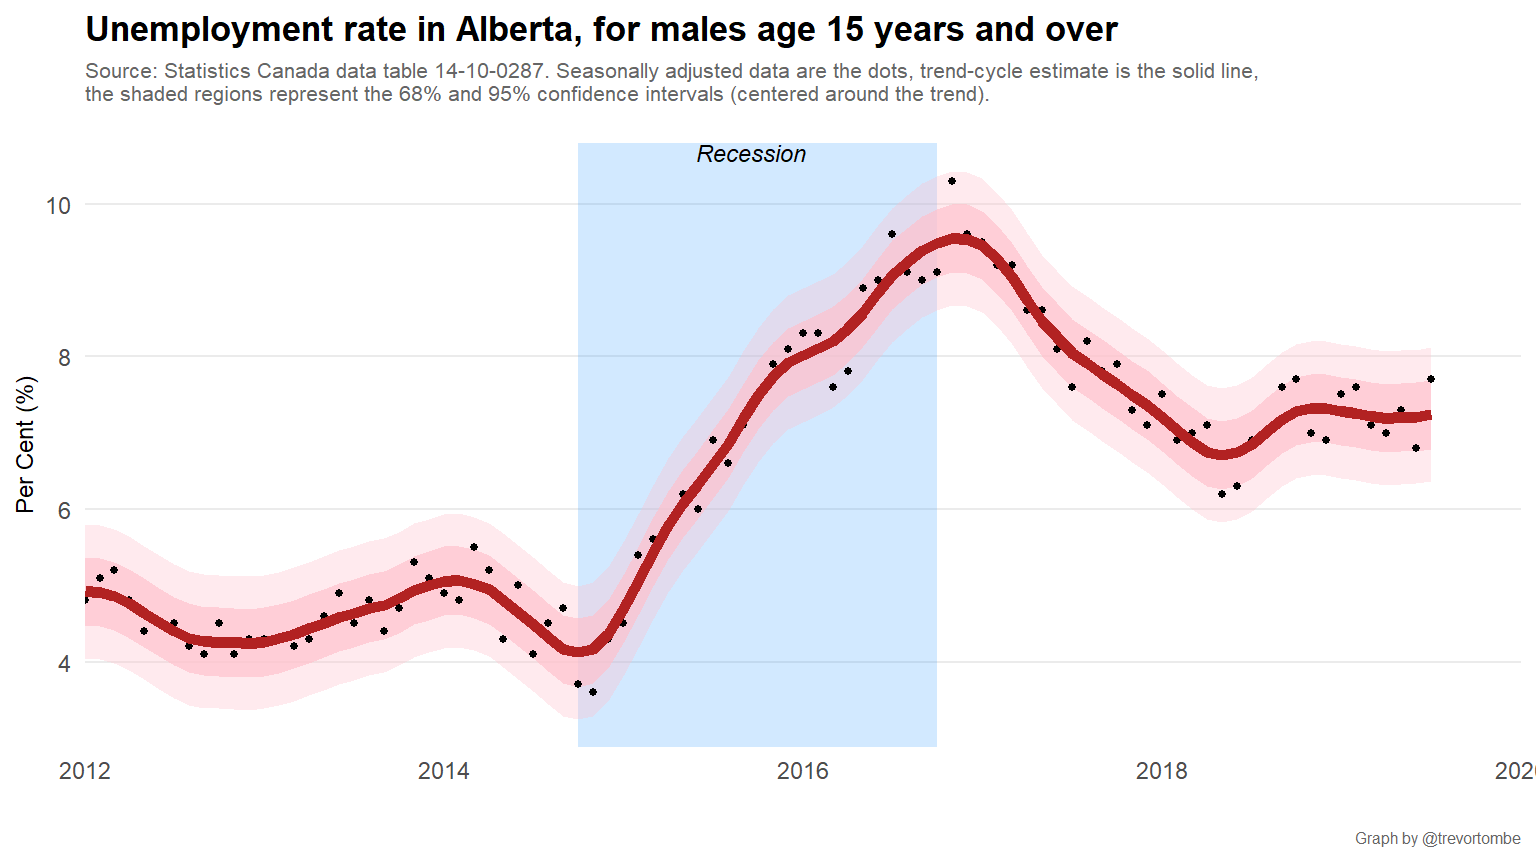 Unemployment rate in Alberta, for males age 15 years and over
Source: Statistics Canada data table 14-10-0287. Seasonally adjusted data are the dots, trend-cycle estimate is the solid line,
the shaded regions represent the 68% and 95% confidence intervals (centered around the trend).
Recession
10
8
6
4
Per Cent (%)
2012 2014 2016 2018 202
Graph by @trevortombe